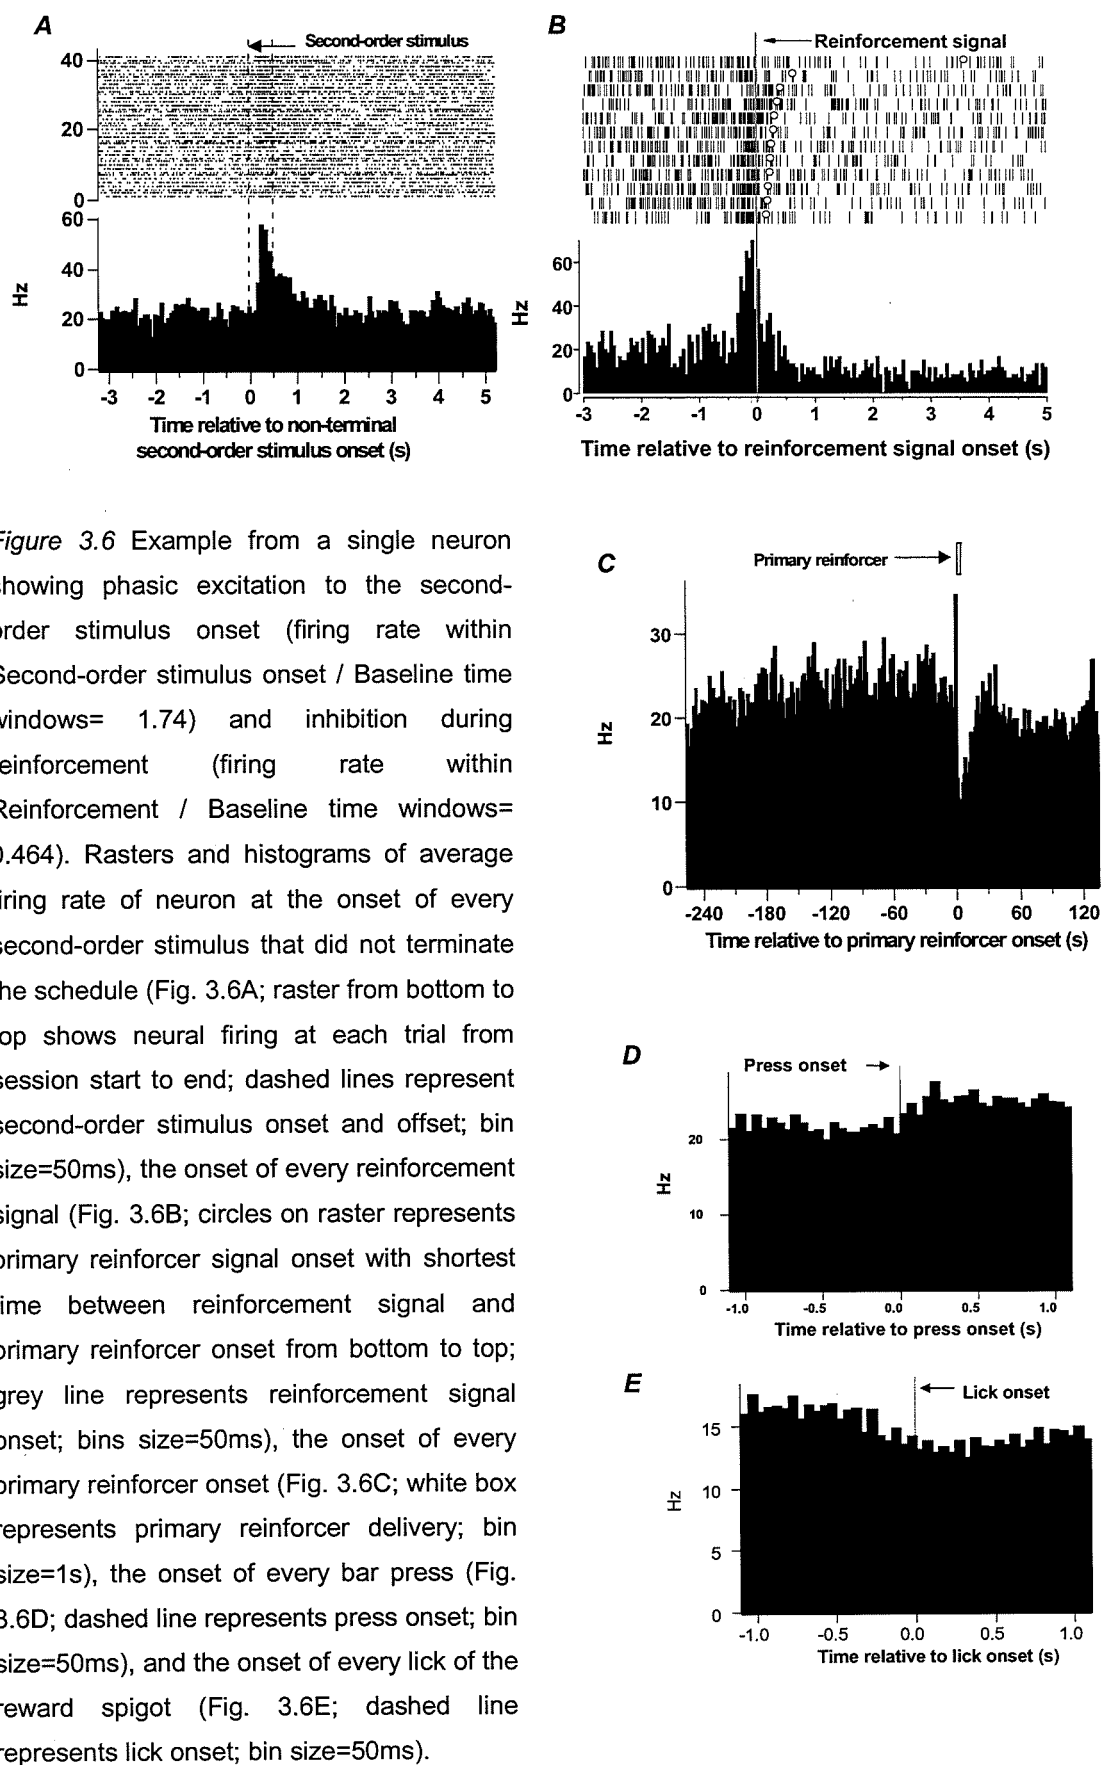 A
Second-order stimulus
40
20
0
60
40
20
0
Hz
-3 -2 -1 0 1 2 3 4 5
Time relative to non-terminal
second-order stimulus onset (s)
B
Reinforcement signal
60
40
20
0
Hz
-3 -2 -1 0 1 2 3 4 5
Time relative to reinforcement signal onset (s)
Figure 3.6 Example from a single neuron
showing phasic excitation to the second-
order stimulus onset (firing rate within
Second-order stimulus onset / Baseline time
windows= 1.74) and inhibition during
reinforcement (firing rate within
Reinforcement / Baseline time windows=
0.464). Rasters and histograms of average
firing rate of neuron at the onset of every
second-order stimulus that did not terminate
the schedule (Fig. 3.6A; raster from bottom to
top shows neural firing at each trial from
session start to end; dashed lines represent
second-order stimulus onset and offset; bin
size=50ms), the onset of every reinforcement
signal (Fig. 3.6B; circles on raster represents
primary reinforcer signal onset with shortest
time between reinforcement signal and
primary reinforcer onset from bottom to top;
grey line represents reinforcement signal
onset; bins size=50ms), the onset of every
primary reinforcer onset (Fig. 3.6C; white box
represents primary reinforcer delivery; bin
size=1s), the onset of every bar press (Fig.
3.6D; dashed line represents press onset; bin
size=50ms), and the onset of every lick of the
reward spigot (Fig. 3.6E; dashed line
represents lick onset; bin size=50ms).
C
Primary reinforcer
30
20
10
0
Hz
-240 -180 -120 -60 0 60 120
Time relative to primary reinforcer onset (s)
D
Press onset
20
10
0
Hz
-1.0 -0.5 0.0 0.5 1.0
Time relative to press onset (s)
E
Lick onset
15
10
5
0
Hz
-1.0 -0.5 0.0 0.5 1.0
Time relative to lick onset (s)